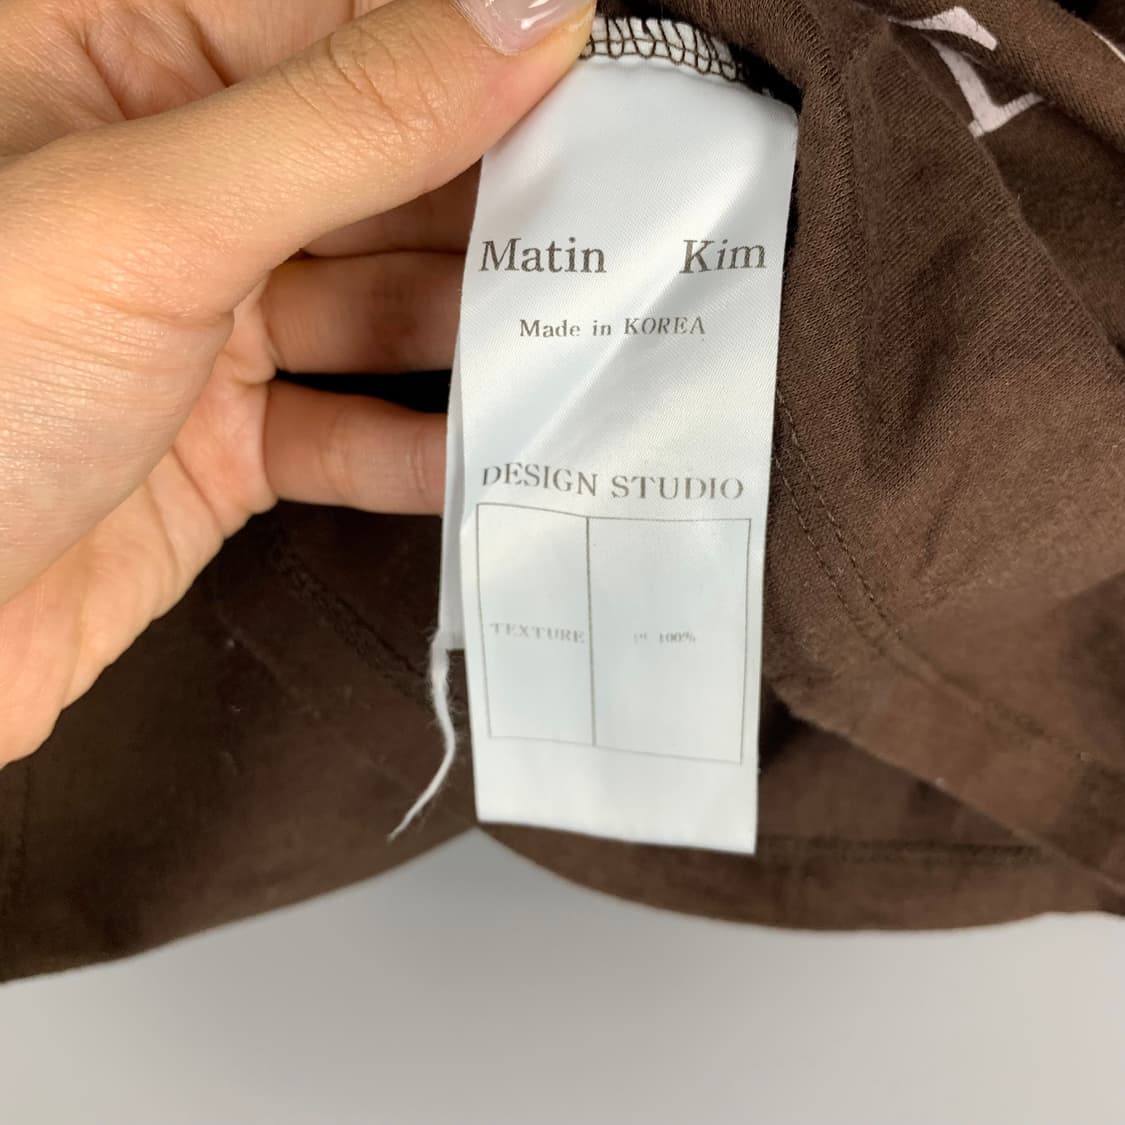 Matin Kim
Made in KOREA
DESIGN STUDIO
TEXTURE
100%